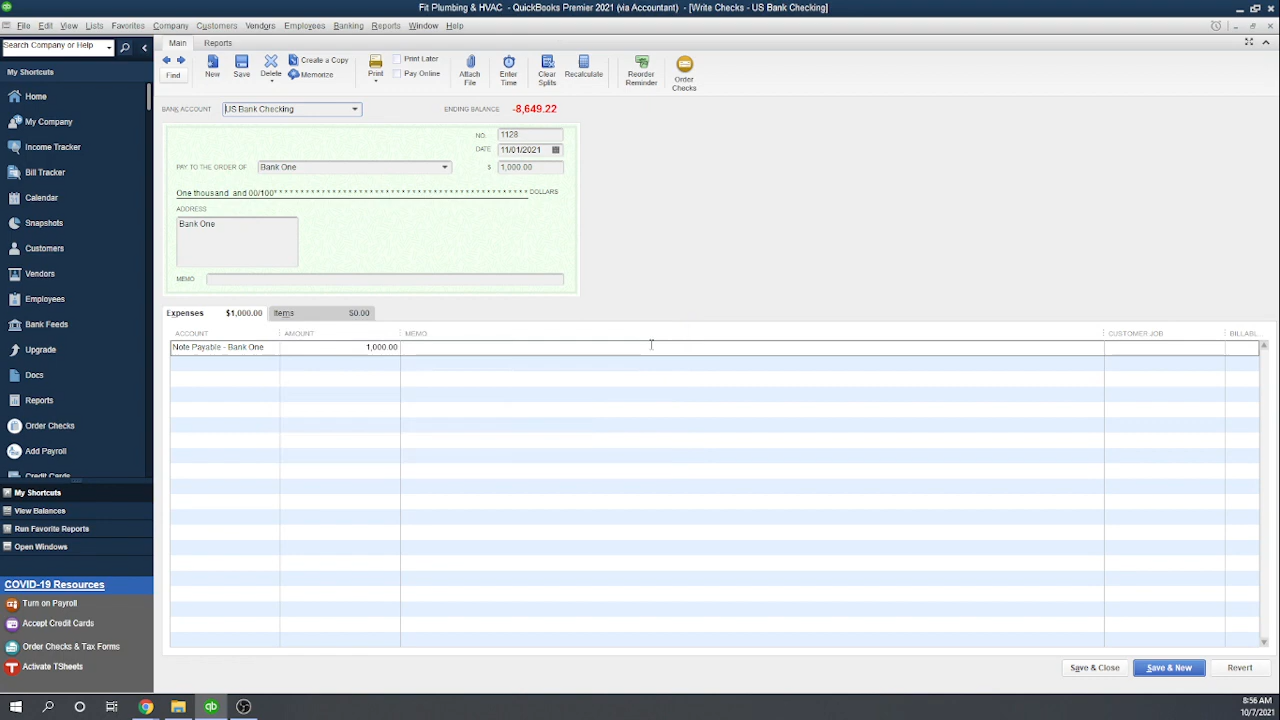 Fit Plumbing & HVAC - QuickBooks Premier 2021 (via Accountant) - [Write Checks - US Bank Checking]
File Edit View Lists Favorites Company Customers Vendors Employees Banking Reports Window Help
Search Company or Help
Main Reports
Find
New
Save
Delete
Create a Copy
Memorize
Print
Print Later
Pay Online
Attach
File
Enter
Time
Clear
Splits
Recalculate
Reorder
Reminder
Order
Checks
My Shortcuts
Home
My Company
Income Tracker
Bill Tracker
Calendar
Snapshots
Customers
Vendors
Employees
Bank Feeds
Upgrade
Docs
Reports
Order Checks
Add Payroll
Credit Cards
My Shortcuts
View Balances
Run Favorite Reports
Open Windows
COVID-19 Resources
Turn on Payroll
Accept Credit Cards
Order Checks & Tax Forms
Activate TSheets
BANK ACCOUNT US Bank Checking ENDING BALANCE -8,649.22
NO. 1128
DATE 11/01/2021
PAY TO THE ORDER OF Bank One $ 1,000.00
One thousand and 00/100* * * * * * * * * * * * * * * * * * * * * * * * * * * * * * * * * * * * * * * * * * * * * * * DOLLARS
ADDRESS
Bank One
MEMO
Expenses $1,000.00 Items $0.00
ACCOUNT AMOUNT MEMO CUSTOMER:JOB BILLABL...
Note Payable - Bank One 1,000.00
Save & Close Save & New Revert
8:56 AM
10/7/2021